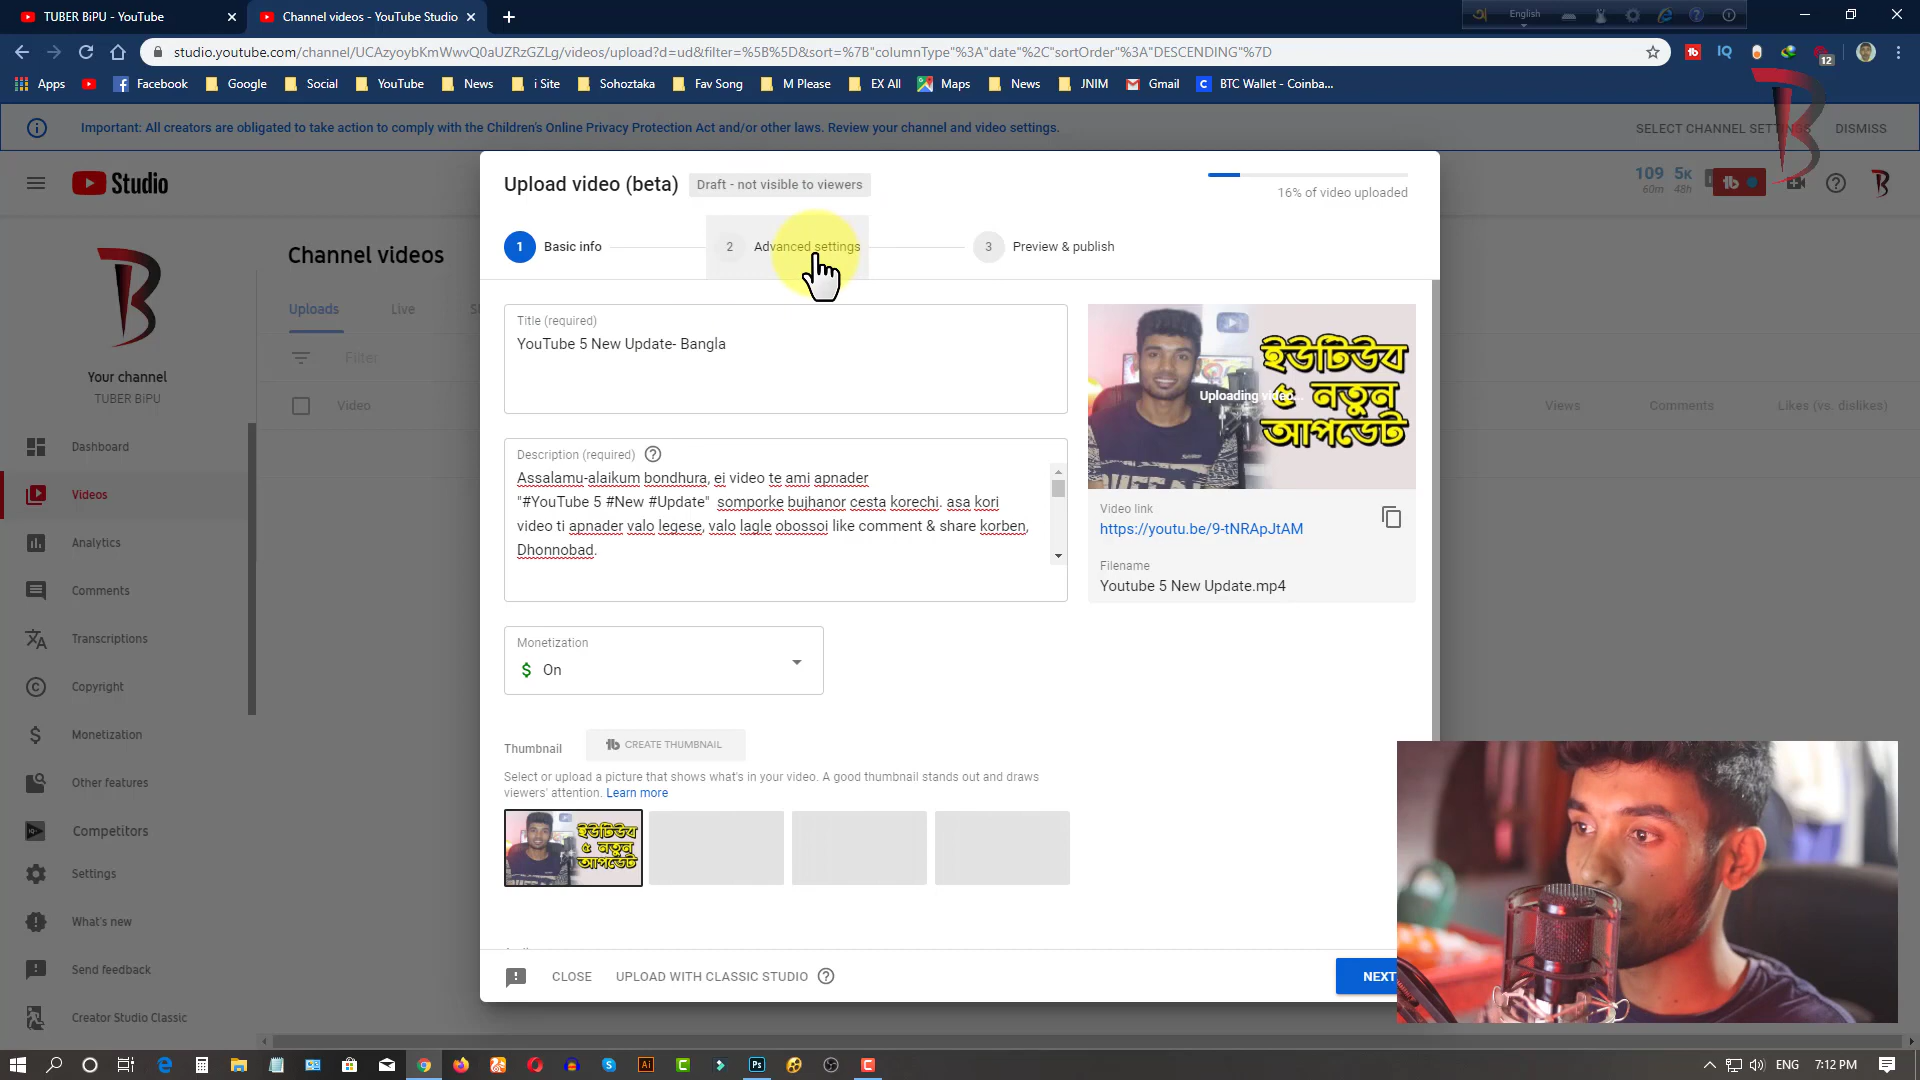 TUBER BiPU - YouTube
Channel videos - YouTube Studio
English
studio.youtube.com/channel/UCAzyoybKmWwvQ0aUZRzGZLg/videos/upload?d=ud&filter=%5B%5D&sort=%7B"columnType"%3A"date"%2C"sortOrder"%3A"DESCENDING"%7D
12
Apps
Facebook
Google
Social
YouTube
News
i Site
Sohoztaka
Fav Song
M Please
EX All
Maps
News
JNIM
Gmail
BTC Wallet - Coinba...
Important: All creators are obligated to take action to comply with the Children's Online Privacy Protection Act and/or other laws. Review your channel and video settings.
SELECT CHANNEL SETTINGS
DISMISS
Studio
109 60m
5K 48h
Upload video (beta)
Draft - not visible to viewers
16% of video uploaded
1 Basic info
2 Advanced settings
3 Preview & publish
Channel videos
Uploads
Live
Filter
Video
Views
Comments
Likes (vs. dislikes)
Your channel
TUBER BiPU
Dashboard
Videos
Analytics
Comments
Transcriptions
Copyright
Monetization
Other features
Competitors
Settings
What's new
Send feedback
Creator Studio Classic
Title (required)
YouTube 5 New Update- Bangla
Description (required)
Assalamu-alaikum bondhura, ei video te ami apnader
"#YouTube 5 #New #Update" somporke bujhanor cesta korechi. asa kori
video ti apnader valo legese, valo lagle obossoi like comment & share korben,
Dhonnobad.
Monetization
$ On
Thumbnail
CREATE THUMBNAIL
Select or upload a picture that shows what's in your video. A good thumbnail stands out and draws
viewers' attention. Learn more
ইউটিউব
৫ নতুন
আপডেট
ইউটিউব
৫ নতুন
আপডেট
Uploading video...
Video link
https://youtu.be/9-tNRApJtAM
Filename
Youtube 5 New Update.mp4
CLOSE
UPLOAD WITH CLASSIC STUDIO
NEXT
ENG
7:12 PM